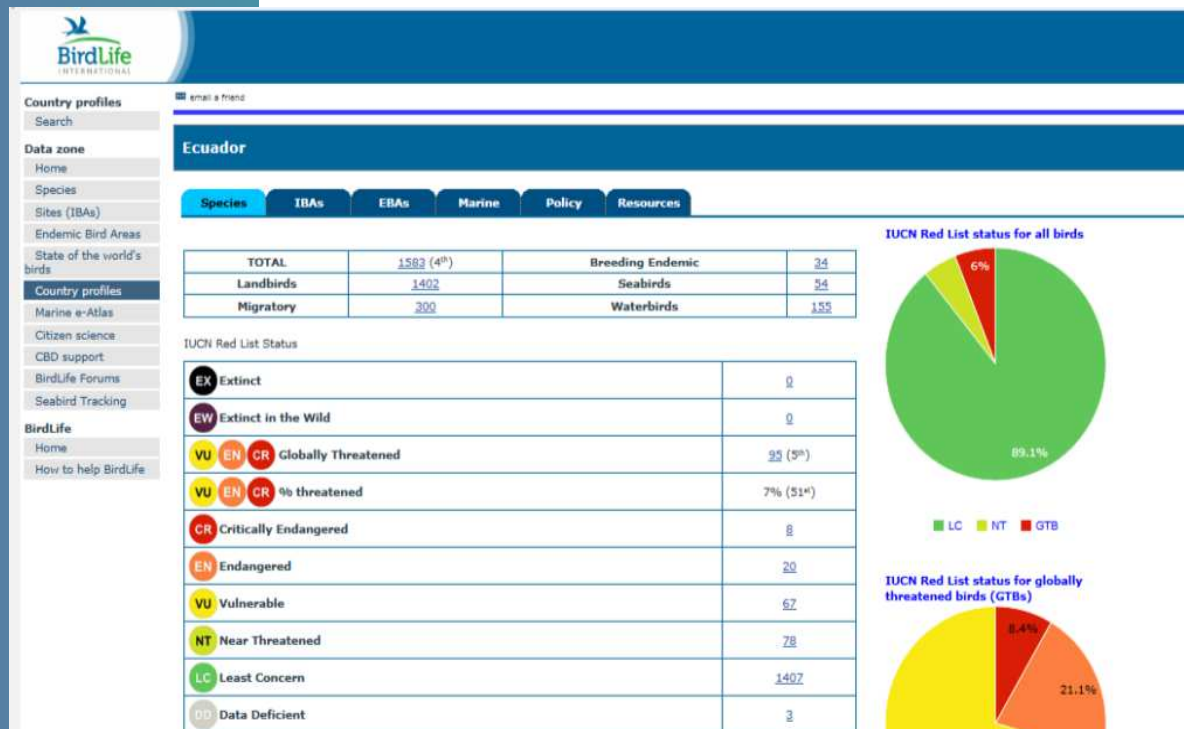 BirdLife
INTERNATIONAL
Country profiles
Search
Data zone
Home
Species
Sites (IBAs)
Endemic Bird Areas
State of the world's
birds
Country profiles
Marine e-Atlas
Citizen science
CBD support
BirdLife Forums
Seabird Tracking
BirdLife
Home
How to help BirdLife
email a friend
Ecuador
Species IBAs EBAs Marine Policy Resources
TOTAL 1583 (4th) Breeding Endemic 34
Landbirds 1402 Seabirds 54
Migratory 300 Waterbirds 155
IUCN Red List Status
EX Extinct 0
EW Extinct in the Wild 0
VU EN CR Globally Threatened 95 (5th)
VU EN CR % threatened 7% (51st)
CR Critically Endangered 8
EN Endangered 20
VU Vulnerable 67
NT Near Threatened 78
LC Least Concern 1407
DD Data Deficient 3
IUCN Red List status for all birds
6%
89.1%
LC NT GTB
IUCN Red List status for globally
threatened birds (GTBs)
8.4%
21.1%